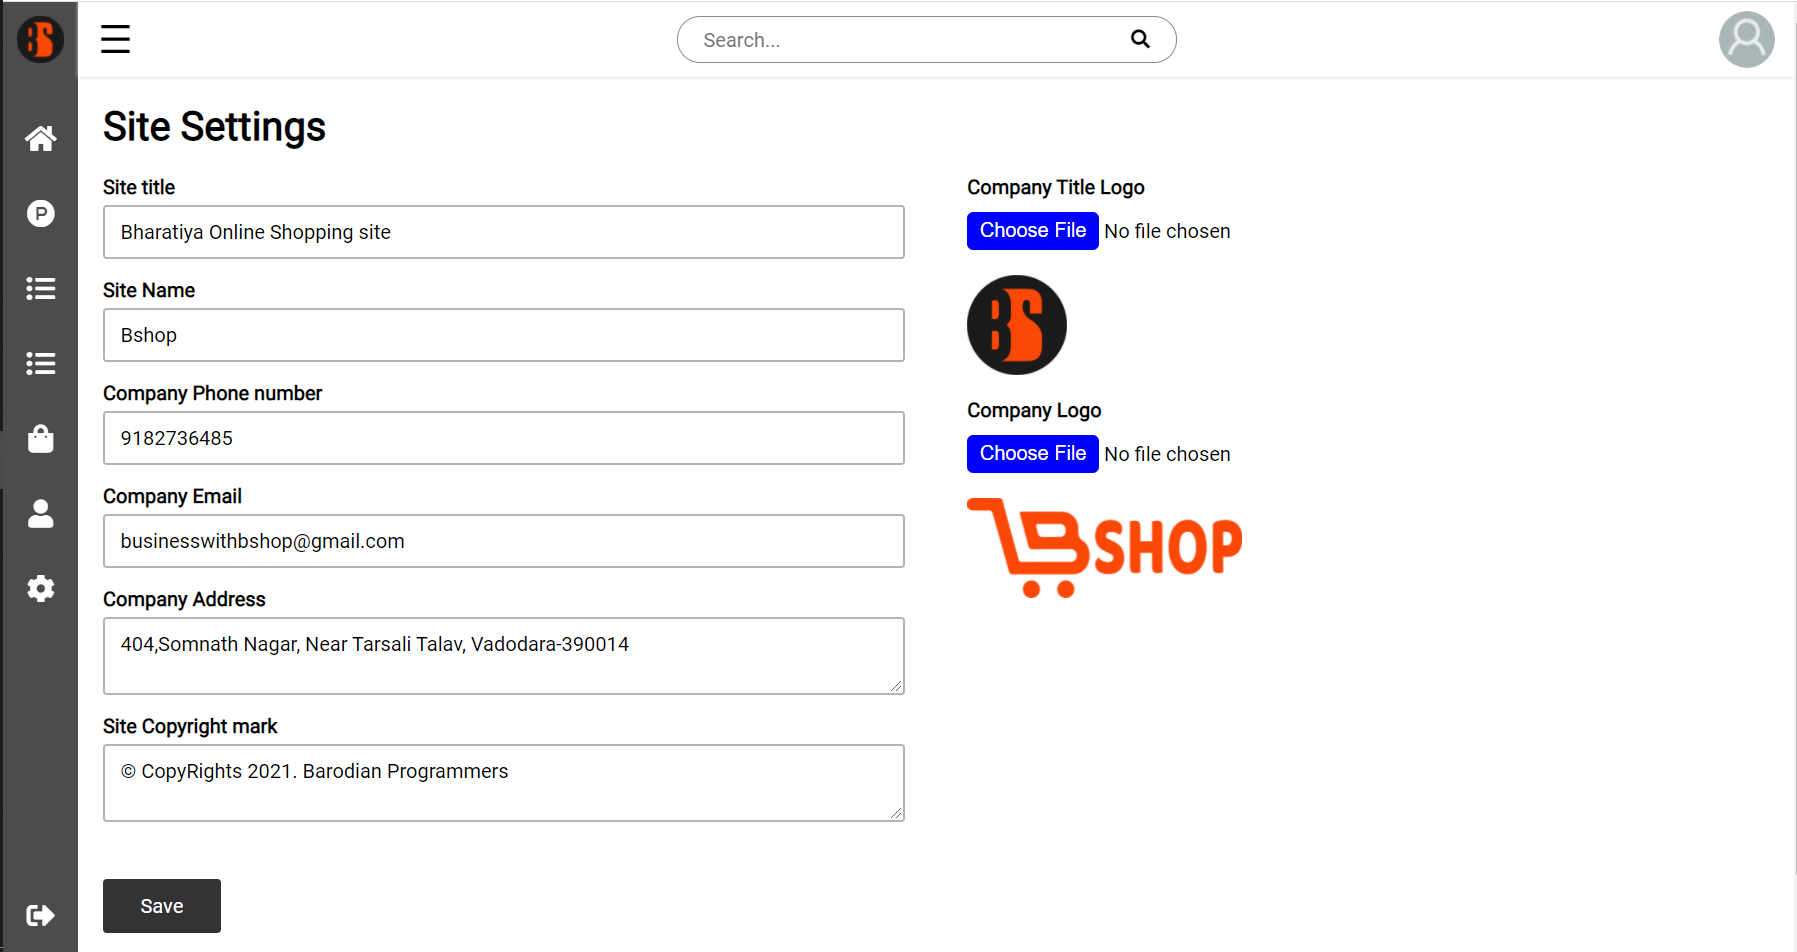 BS
Search...
Site Settings
Site title
Bharatiya Online Shopping site
Site Name
Bshop
Company Phone number
9182736485
Company Email
businesswithbshop@gmail.com
Company Address
404,Somnath Nagar, Near Tarsali Talav, Vadodara-390014
Site Copyright mark
© CopyRights 2021. Barodian Programmers
Save
Company Title Logo
Choose File No file chosen
BS
Company Logo
Choose File No file chosen
BSHOP
P